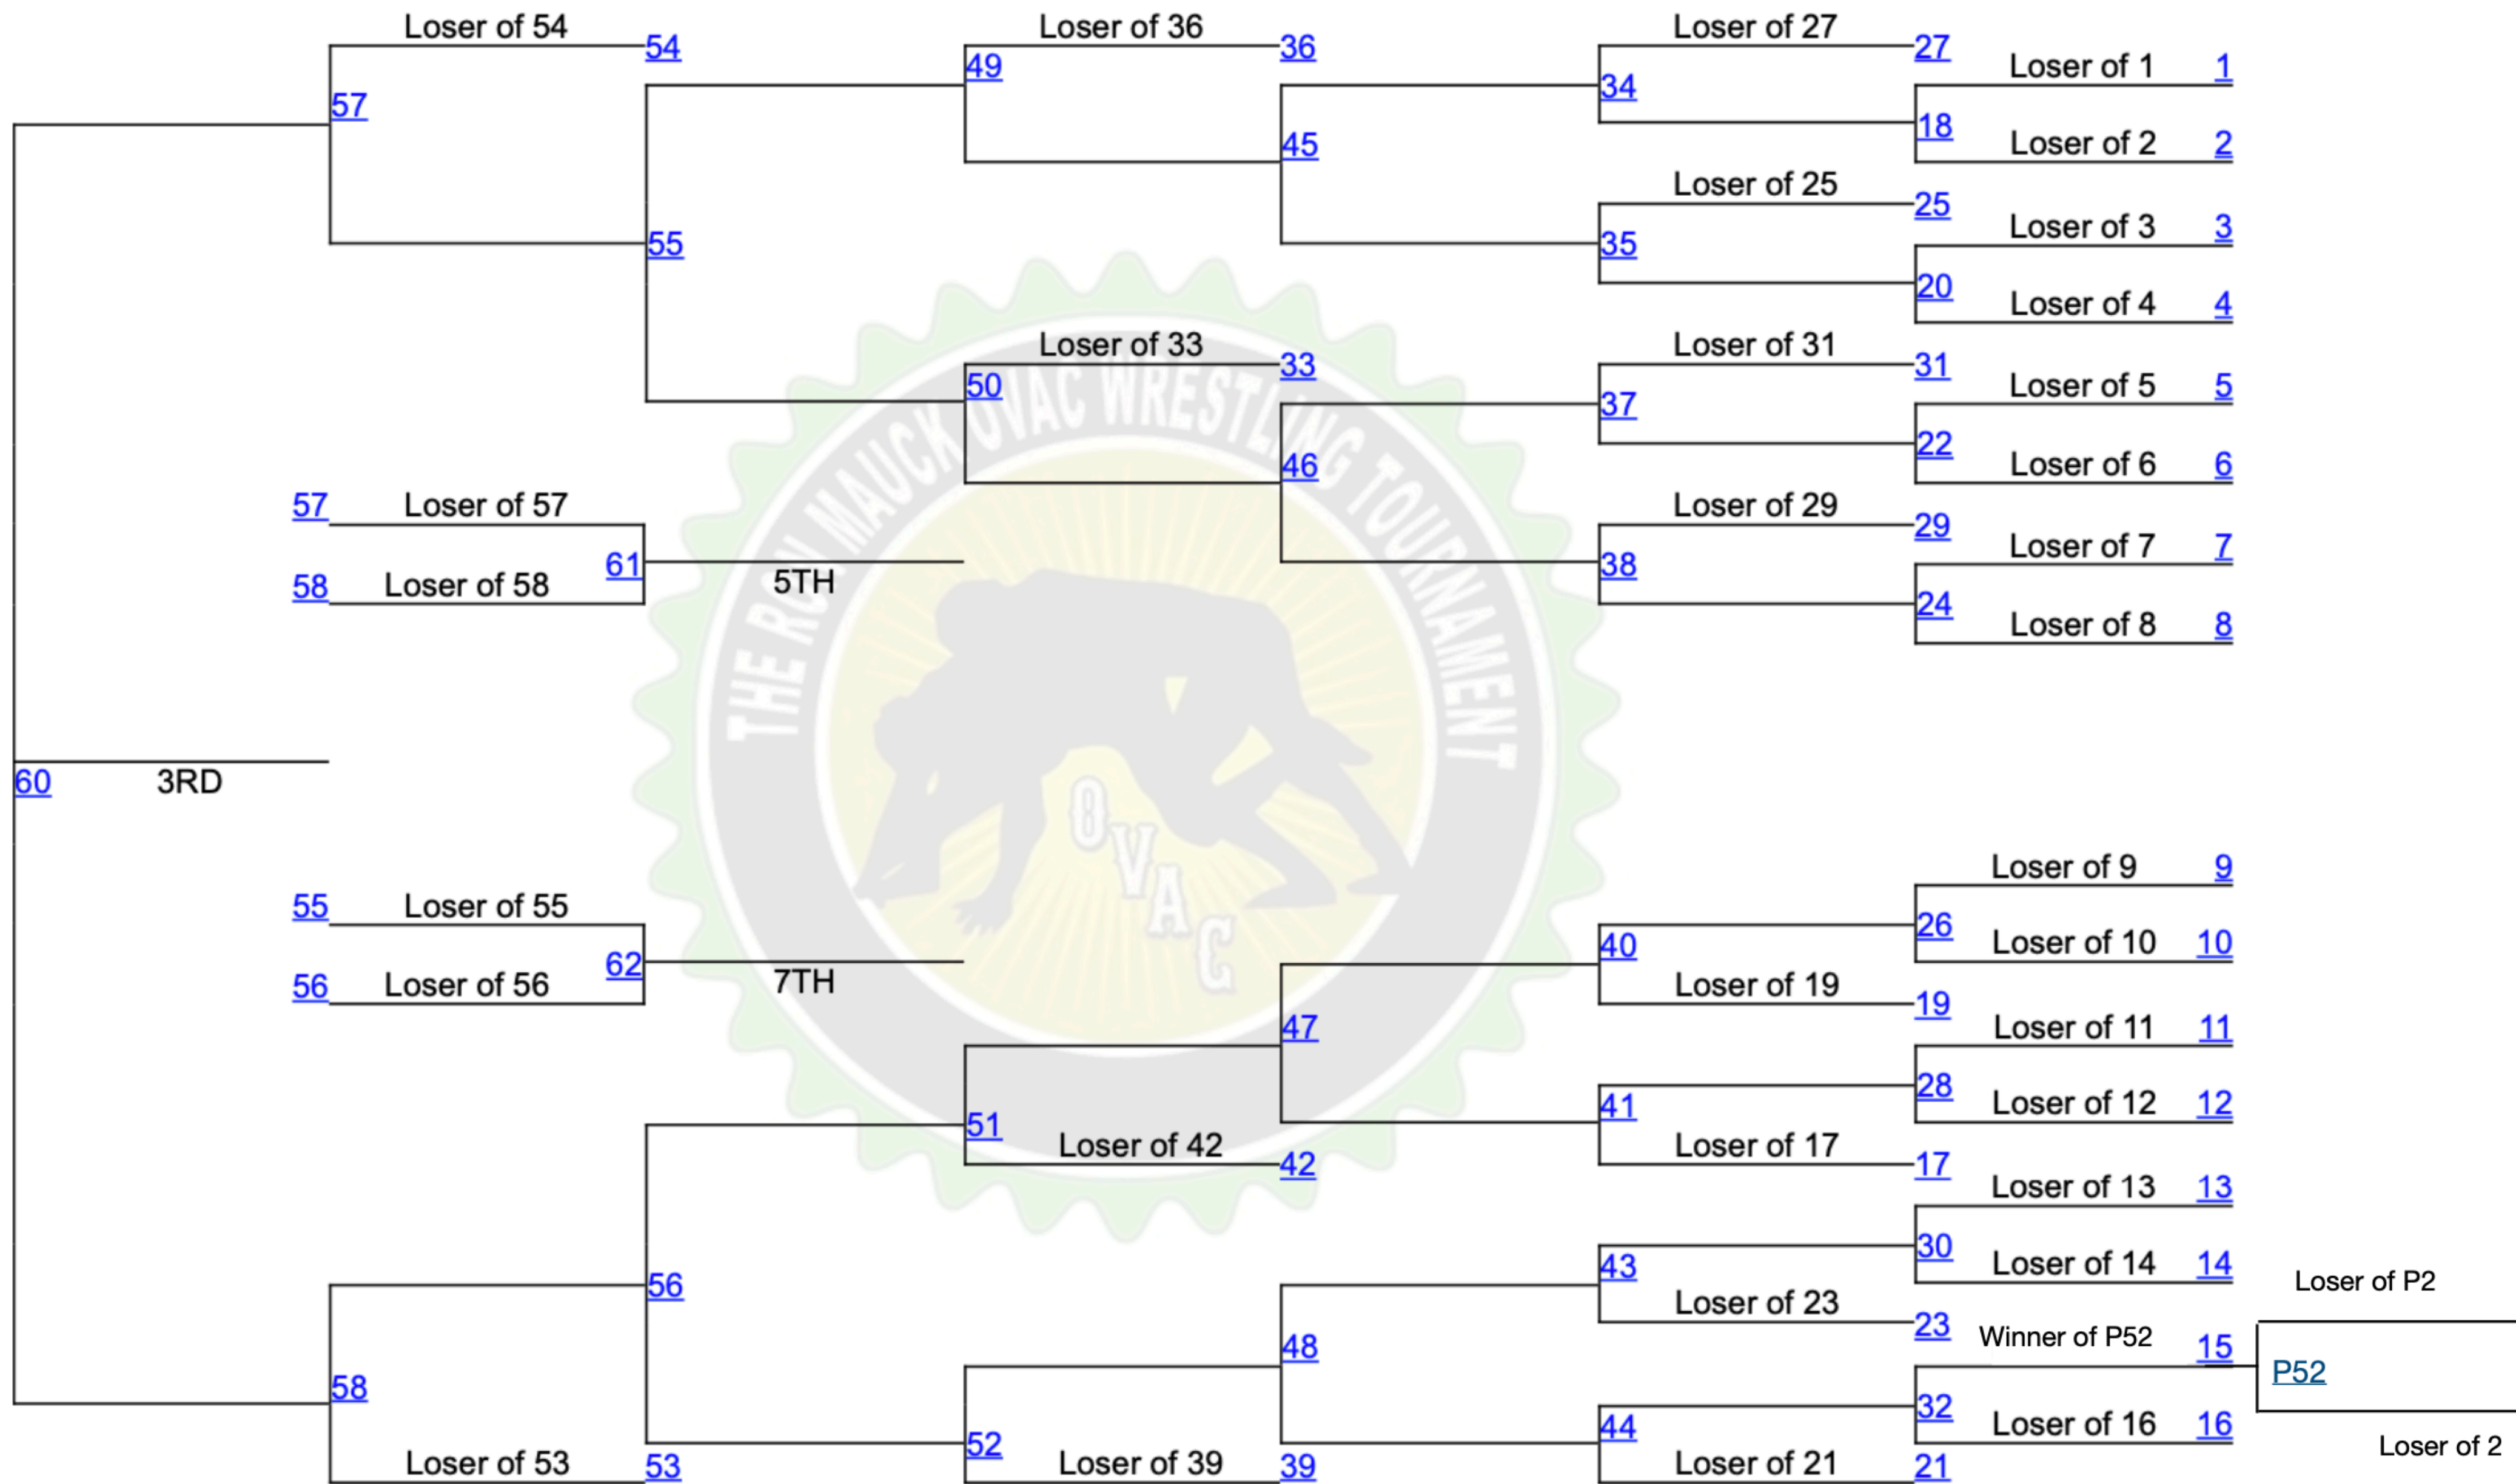 Loser of 54 54
Loser of 36 36
Loser of 27 27
49
Loser of 1 1
57
34
18
45
Loser of 2 2
Loser of 25 25
Loser of 3 3
55
35
20
Loser of 4 4
Loser of 33 33
Loser of 31 31
50
37
Loser of 5 5
22
46
Loser of 6 6
57 Loser of 57
Loser of 29 29
61
5TH
38
Loser of 7 7
58 Loser of 58
24
Loser of 8 8
THE RON MAUCK OVAC WRESTLING TOURNAMENT
OVAC
60
3RD
Loser of 9 9
55 Loser of 55
40
26
Loser of 10 10
62
7TH
56 Loser of 56
Loser of 19 19
47
Loser of 11 11
51
41
28
Loser of 12 12
Loser of 42 42
Loser of 17 17
Loser of 13 13
56
43
30
Loser of 14 14
Loser of P2
Loser of 23 23
48
Winner of P52 15
P52
58
52
44
32
Loser of 16 16
Loser of 2
Loser of 53 53
Loser of 39 39
Loser of 21 21